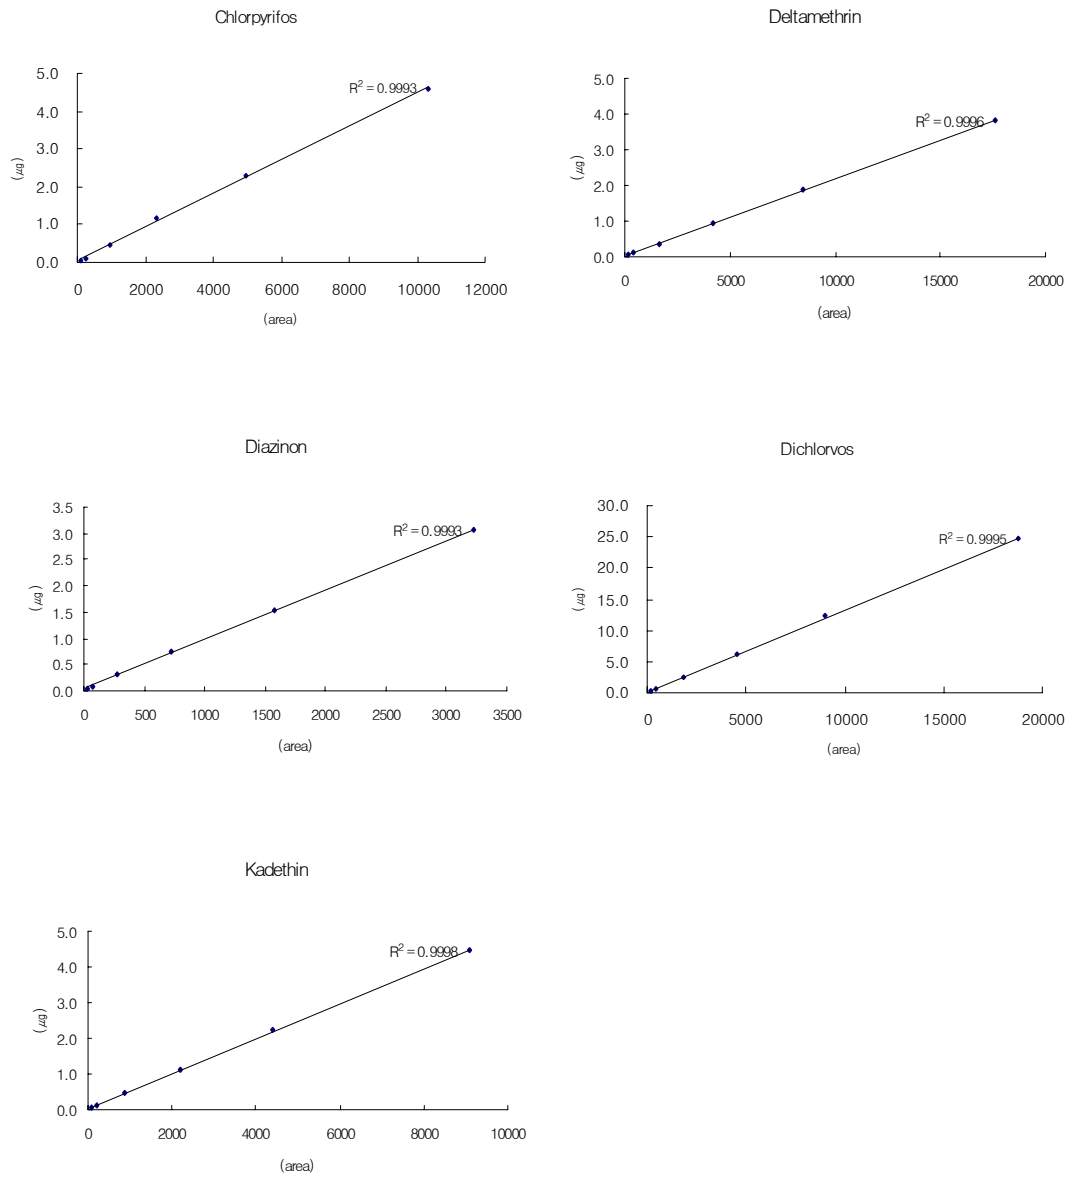 Chlorpyrifos
R² = 0.9993
5.0
4.0
3.0
2.0
1.0
0.0
(㎍)
0 2000 4000 6000 8000 10000 12000
(area)
Deltamethrin
R² = 0.9996
5.0
4.0
3.0
2.0
1.0
0.0
(㎍)
0 5000 10000 15000 20000
(area)
Diazinon
R² = 0.9993
3.5
3.0
2.5
2.0
1.5
1.0
0.5
0.0
(㎍)
0 500 1000 1500 2000 2500 3000 3500
(area)
Dichlorvos
R² = 0.9995
30.0
25.0
20.0
15.0
10.0
5.0
0.0
(㎍)
0 5000 10000 15000 20000
(area)
Kadethin
R² = 0.9998
5.0
4.0
3.0
2.0
1.0
0.0
(㎍)
0 2000 4000 6000 8000 10000
(area)